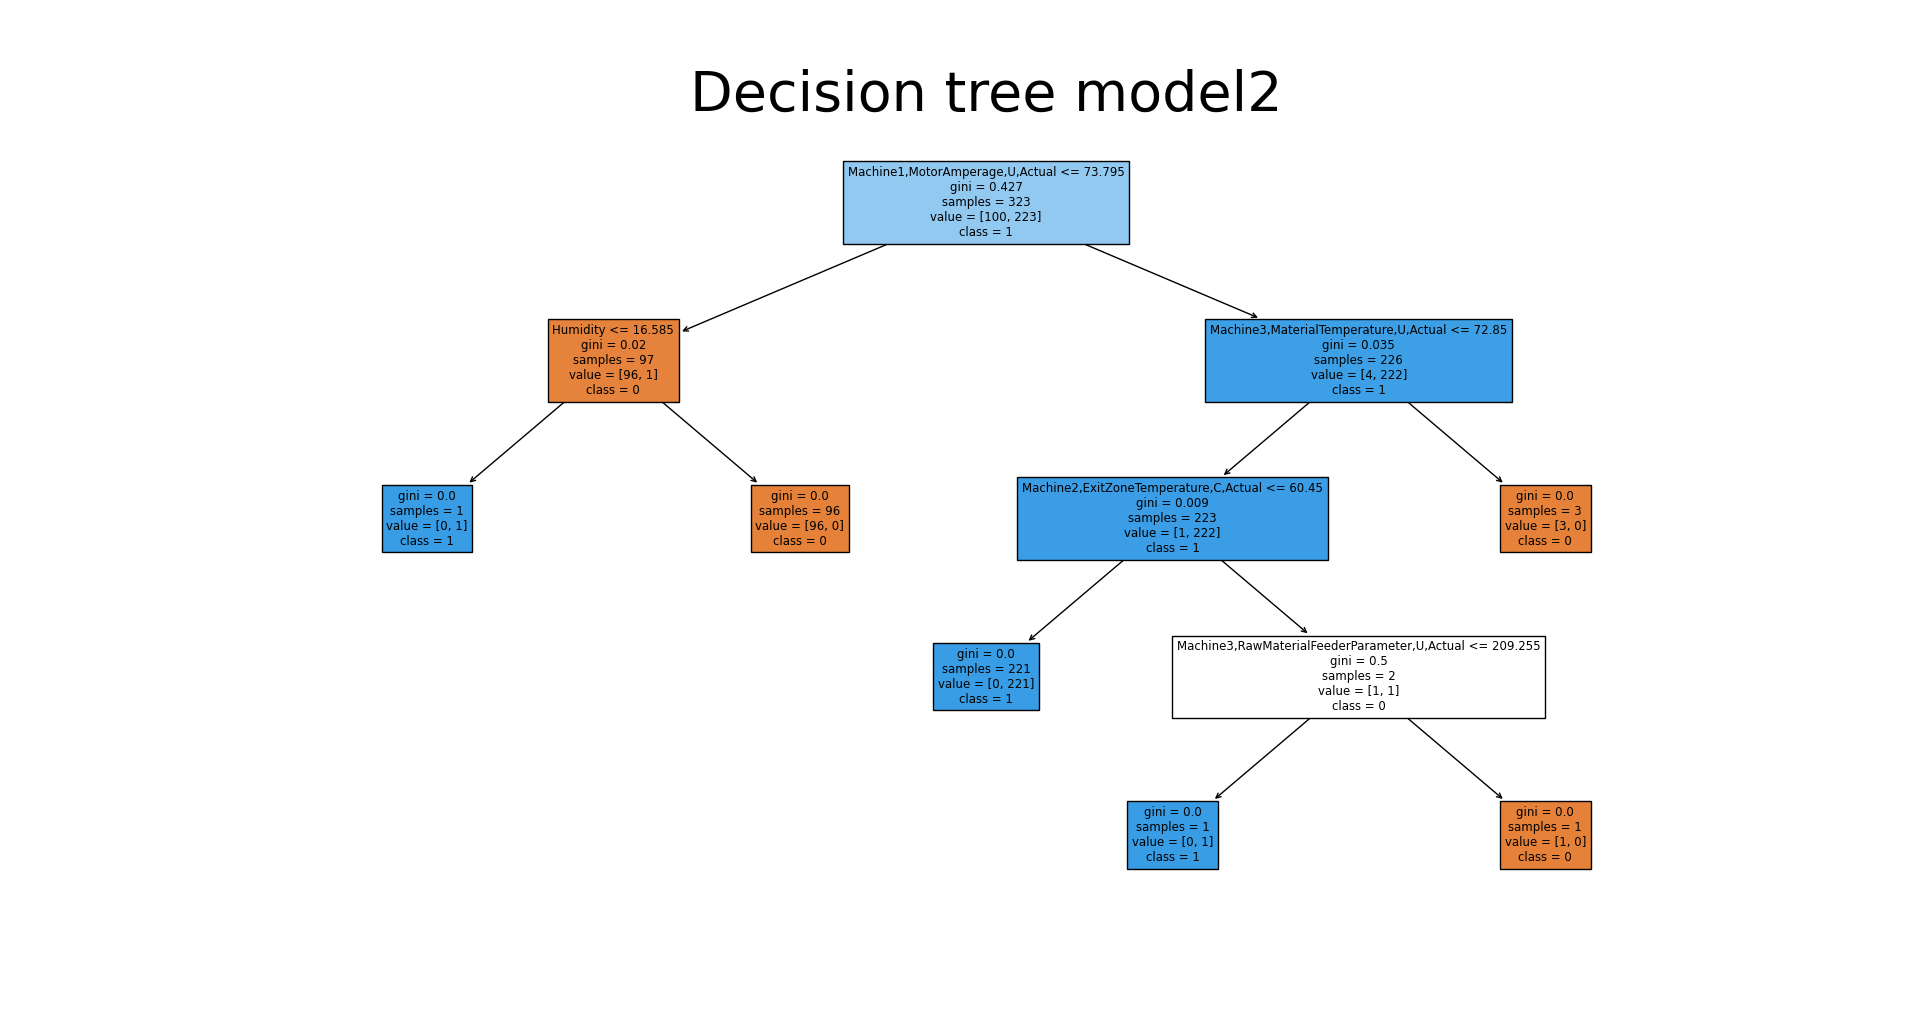 Decision tree model2
Machine1,MotorAmperage,U,Actual <= 73.795
gini = 0.427
samples = 323
value = [100, 223]
class = 1
Humidity <= 16.585
gini = 0.02
samples = 97
value = [96, 1]
class = 0
Machine3,MaterialTemperature,U,Actual <= 72.85
gini = 0.035
samples = 226
value = [4, 222]
class = 1
gini = 0.0
samples = 1
value = [0, 1]
class = 1
gini = 0.0
samples = 96
value = [96, 0]
class = 0
Machine2,ExitZoneTemperature,C,Actual <= 60.45
gini = 0.009
samples = 223
value = [1, 222]
class = 1
gini = 0.0
samples = 3
value = [3, 0]
class = 0
gini = 0.0
samples = 221
value = [0, 221]
class = 1
Machine3,RawMaterialFeederParameter,U,Actual <= 209.255
gini = 0.5
samples = 2
value = [1, 1]
class = 0
gini = 0.0
samples = 1
value = [0, 1]
class = 1
gini = 0.0
samples = 1
value = [1, 0]
class = 0